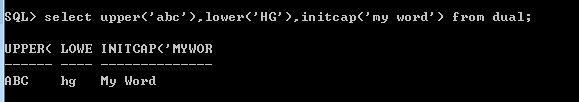 SQL> select upper('abc'),lower('HG'),initcap('my word') from dual;
UPPER( LOWE INITCAP('MYWOR
------ ---- --------------
ABC    hg   My Word